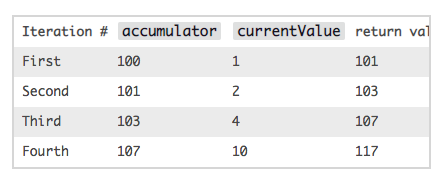 Iteration # accumulator currentValue return
First 100 1 101
Second 101 2 103
Third 103 4 107
Fourth 107 10 117